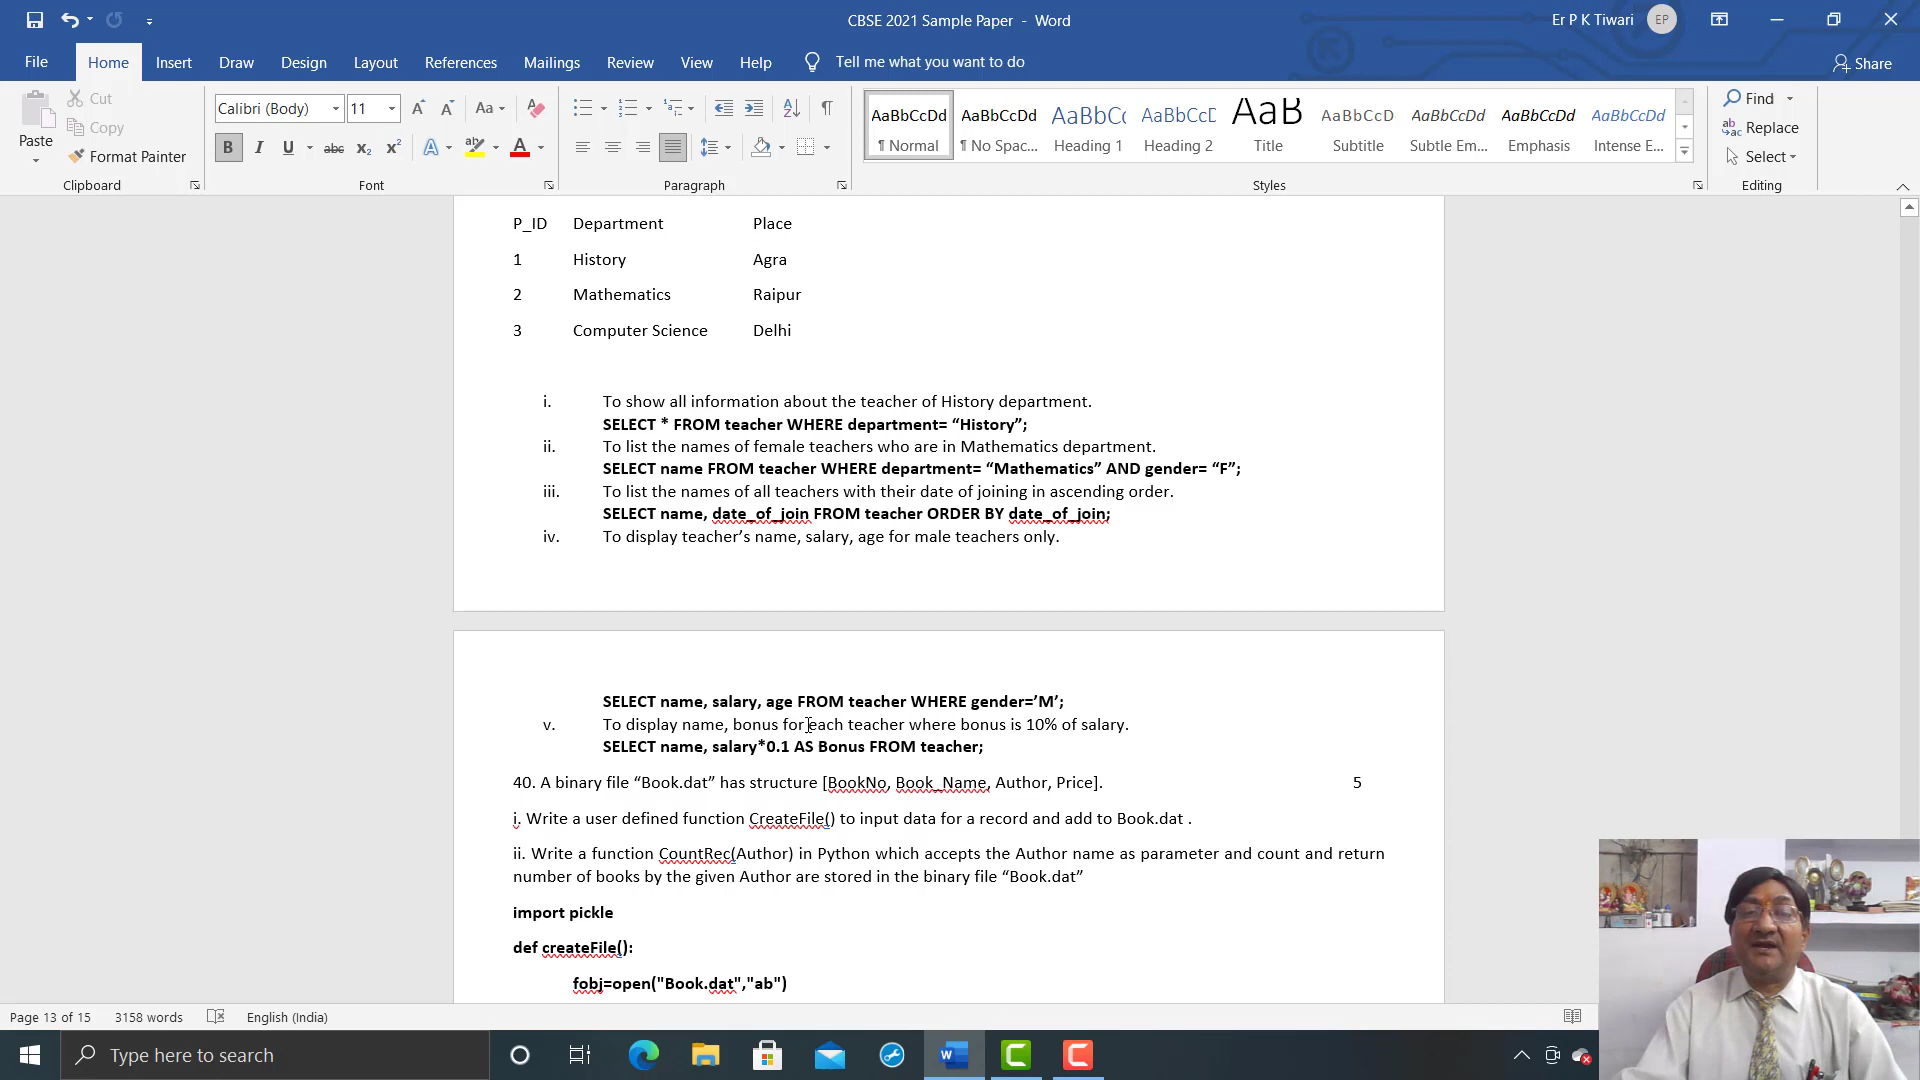 CBSE 2021 Sample Paper - Word
Er P K Tiwari EP
File Home Insert Draw Design Layout References Mailings Review View Help Tell me what you want to do Share
Paste
Cut
Copy
Format Painter
Clipboard
Calibri (Body) 11 Aa
B I U abc x2 x2 A ab A
Font
Paragraph
AaBbCcDd ¶ Normal
AaBbCcDd ¶ No Spac...
AaBbCc Heading 1
AaBbCcD Heading 2
AaB Title
AaBbCcD Subtitle
AaBbCcDd Subtle Em...
AaBbCcDd Emphasis
AaBbCcDd Intense E...
Styles
Find
Replace
Select
Editing
P_ID Department Place
1 History Agra
2 Mathematics Raipur
3 Computer Science Delhi
i. To show all information about the teacher of History department.
SELECT * FROM teacher WHERE department= “History”;
ii. To list the names of female teachers who are in Mathematics department.
SELECT name FROM teacher WHERE department= “Mathematics” AND gender= “F”;
iii. To list the names of all teachers with their date of joining in ascending order.
SELECT name, date_of_join FROM teacher ORDER BY date_of_join;
iv. To display teacher’s name, salary, age for male teachers only.
SELECT name, salary, age FROM teacher WHERE gender=’M’;
v. To display name, bonus for each teacher where bonus is 10% of salary.
SELECT name, salary*0.1 AS Bonus FROM teacher;
40. A binary file “Book.dat” has structure [BookNo, Book_Name, Author, Price]. 5
i. Write a user defined function CreateFile() to input data for a record and add to Book.dat .
ii. Write a function CountRec(Author) in Python which accepts the Author name as parameter and count and return
number of books by the given Author are stored in the binary file “Book.dat”
import pickle
def createFile():
fobj=open("Book.dat","ab")
Page 13 of 15 3158 words English (India)
Type here to search